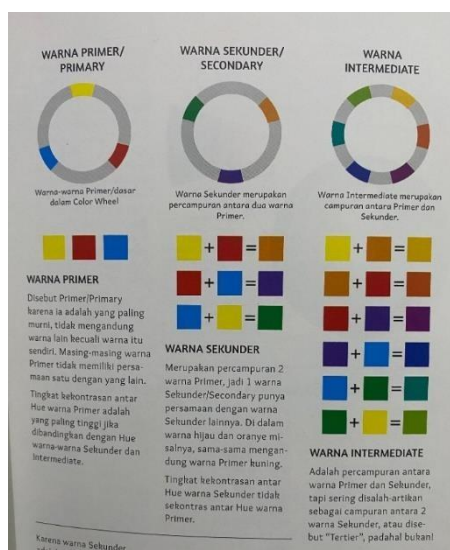 WARNA PRIMER/
PRIMARY
Warna-warna Primer/dasar
dalam Color Wheel
WARNA PRIMER
Disebut Primer/Primary
karena ia adalah yang paling
murni, tidak mengandung
warna lain kecuali warna itu
sendiri. Masing-masing warna
Primer tidak memiliki persa-
maan satu dengan yang lain.
Tingkat kekontrasan antar
Hue warna Primer adalah
yang paling tinggi jika
dibandingkan dengan Hue
warna-warna Sekunder dan
Intermediate.
Karena warna Sekunder
WARNA SEKUNDER/
SECONDARY
Warna Sekunder merupakan
percampuran antara dua warna
Primer.
+ =
+ =
+ =
WARNA SEKUNDER
Merupakan percampuran 2
warna Primer, jadi 1 warna
Sekunder/Secondary punya
persamaan dengan warna
Sekunder lainnya. Di dalam
warna hijau dan oranye mi-
salnya, sama-sama mengan-
dung warna Primer kuning.
Tingkat kekontrasan antar
Hue warna Sekunder tidak
sekontras antar Hue warna
Primer.
WARNA
INTERMEDIATE
Warna Intermediate merupakan
campuran antara Primer dan
Sekunder.
+ =
+ =
+ =
+ =
+ =
+ =
WARNA INTERMEDIATE
Adalah percampuran antara
warna Primer dan Sekunder,
tapi sering disalah-artikan
sebagai campuran antara 2
warna Sekunder, atau dise-
but "Tertier", padahal bukan!